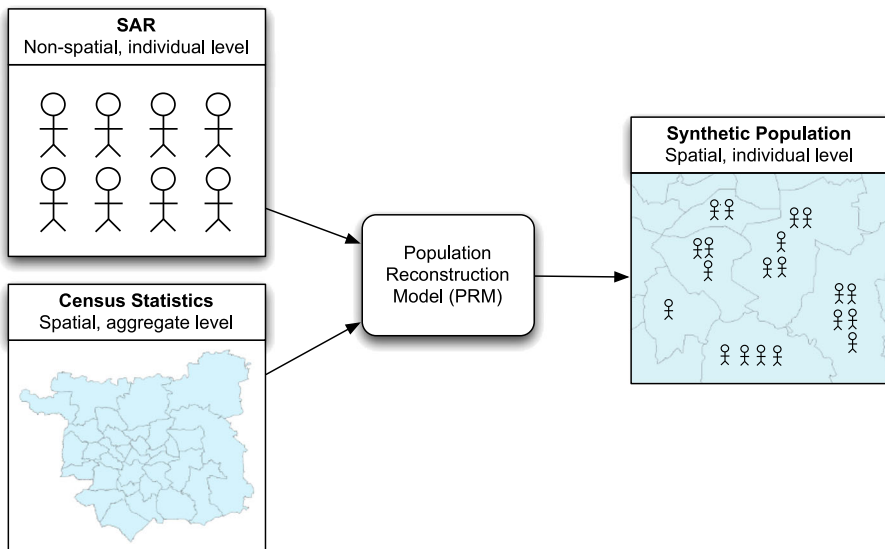 SAR
Non-spatial, individual level
Census Statistics
Spatial, aggregate level
Population
Reconstruction
Model (PRM)
Synthetic Population
Spatial, individual level